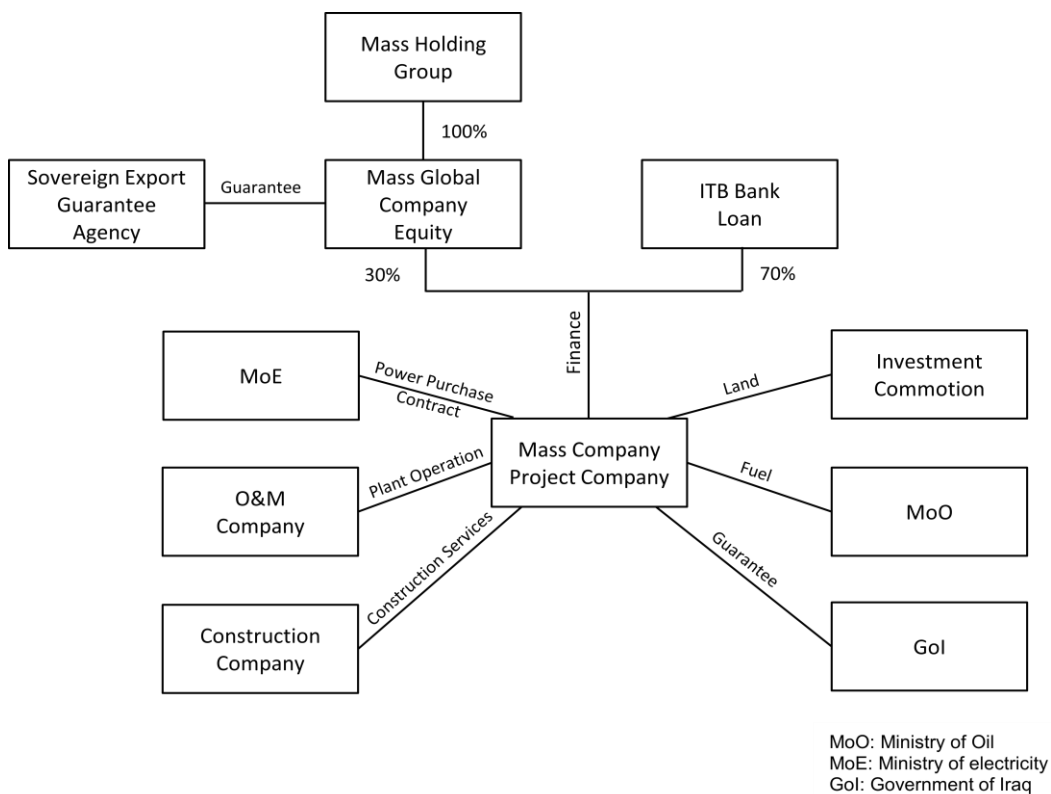 Mass Holding
Group
100%
Sovereign Export
Guarantee
Agency
Guarantee
Mass Global
Company
Equity
ITB Bank
Loan
30%
70%
Finance
MoE
Power Purchase
Contract
Land
Investment
Commotion
Mass Company
Project Company
O&M
Company
Plant Operation
Fuel
MoO
Construction
Company
Construction Services
Guarantee
GoI
MoO: Ministry of Oil
MoE: Ministry of electricity
GoI: Government of Iraq